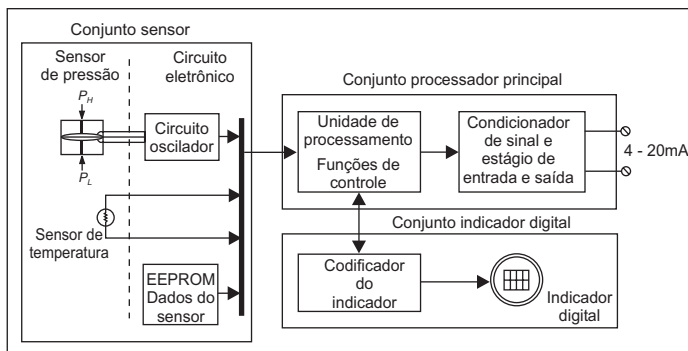 Conjunto sensor
Sensor
de pressão
Circuito
eletrônico
P_H
P_L
Circuito
oscilador
Sensor de
temperatura
EEPROM
Dados do
sensor
Conjunto processador principal
Unidade de
processamento
Funções de
controle
Condicionador
de sinal e
estágio de
entrada e saída
4 - 20mA
Conjunto indicador digital
Codificador
do
indicador
Indicador
digital